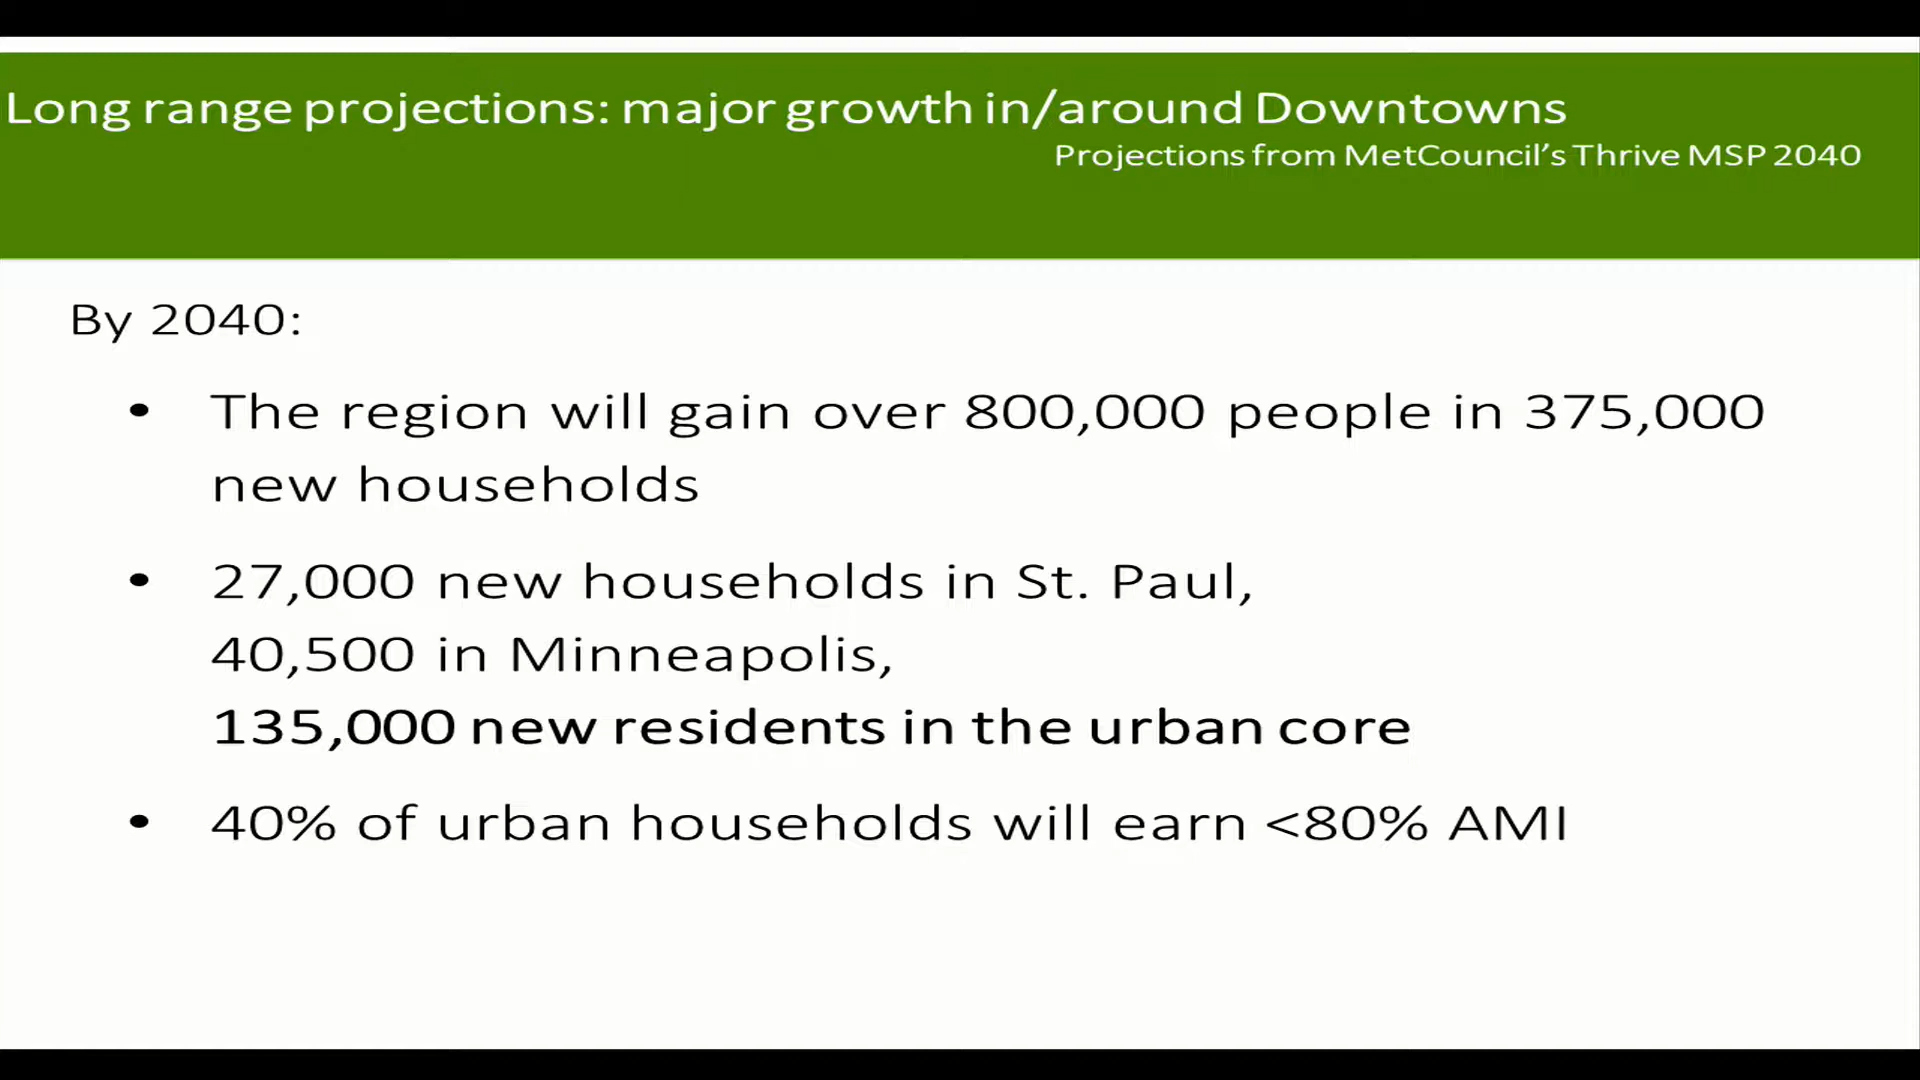 Long range projections: major growth in/around Downtowns
Projections from MetCouncil’s Thrive MSP 2040
By 2040:
• The region will gain over 800,000 people in 375,000
new households
• 27,000 new households in St. Paul,
40,500 in Minneapolis,
135,000 new residents in the urban core
• 40% of urban households will earn <80% AMI